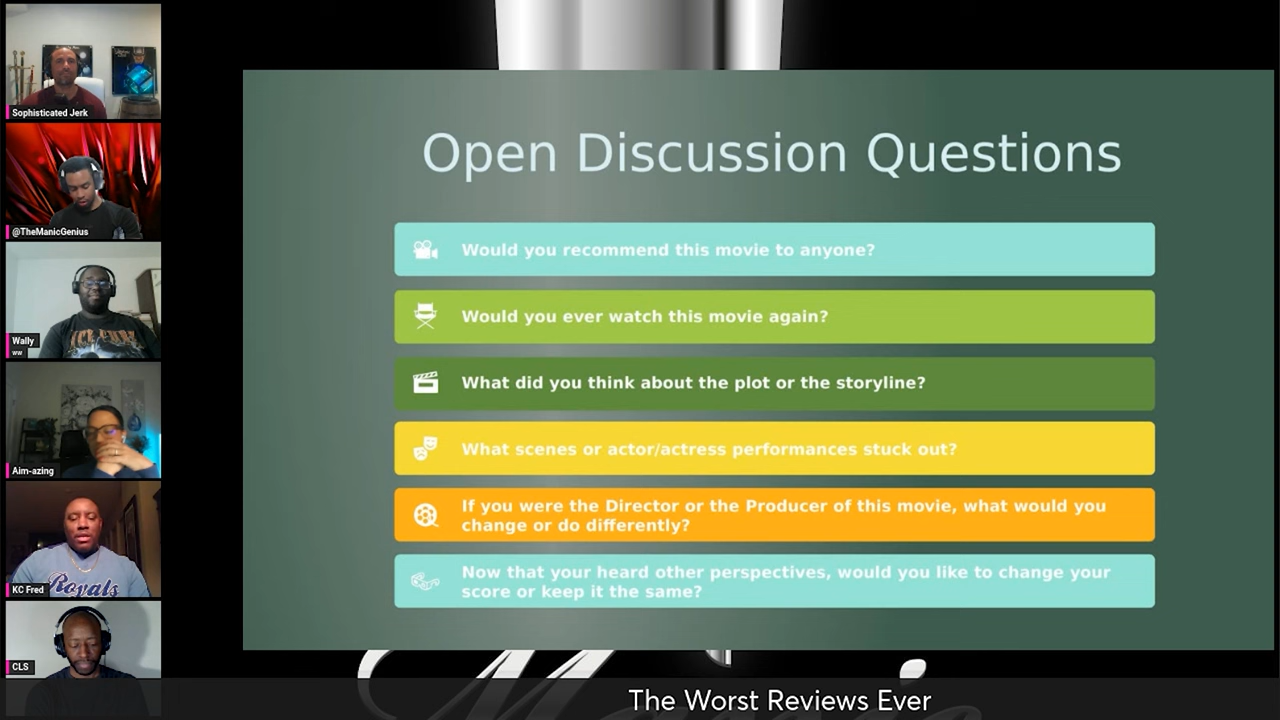 Sophisticated Jerk
@TheManicGenius
Wally
ww
Aim-azing
KC Fred
Royals
CLS
Open Discussion Questions
Would you recommend this movie to anyone?
Would you ever watch this movie again?
What did you think about the plot or the storyline?
What scenes or actor/actress performances stuck out?
If you were the Director or the Producer of this movie, what would you
change or do differently?
Now that your heard other perspectives, would you like to change your
score or keep it the same?
The Worst Reviews Ever